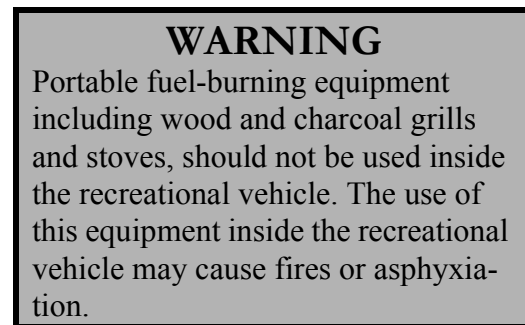 WARNING
Portable fuel-burning equipment
including wood and charcoal grills
and stoves, should not be used inside
the recreational vehicle. The use of
this equipment inside the recreational
vehicle may cause fires or asphyxia-
tion.